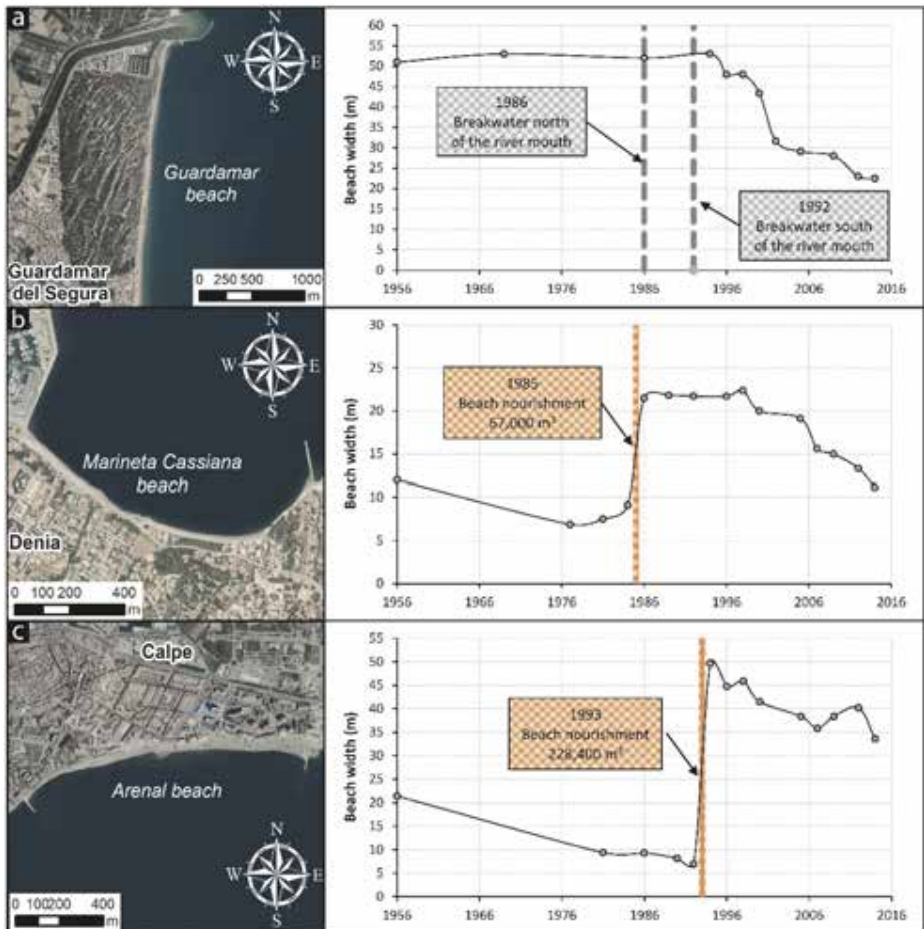 a
N
W
E
S
Guardamar
beach
Guardamar
del Segura
0 250 500 1000
m
Beach width (m)
60
55
50
45
40
35
30
25
20
15
10
5
0
1986
Breakwater north
of the river mouth
1992
Breakwater south
of the river mouth
1956 1966 1976 1986 1996 2006 2016
b
N
W
E
S
Marineta Cassiana
beach
Denia
0 100 200 400
m
Beach width (m)
30
25
20
15
10
5
0
1985
Beach nourishment
67,000 m³
1956 1966 1976 1986 1996 2006 2016
c
Calpe
Arenal beach
N
W
E
S
0 100 200 400
m
Beach width (m)
55
50
45
40
35
30
25
20
15
10
5
0
1993
Beach nourishment
228,400 m³
1956 1966 1976 1986 1996 2006 2016